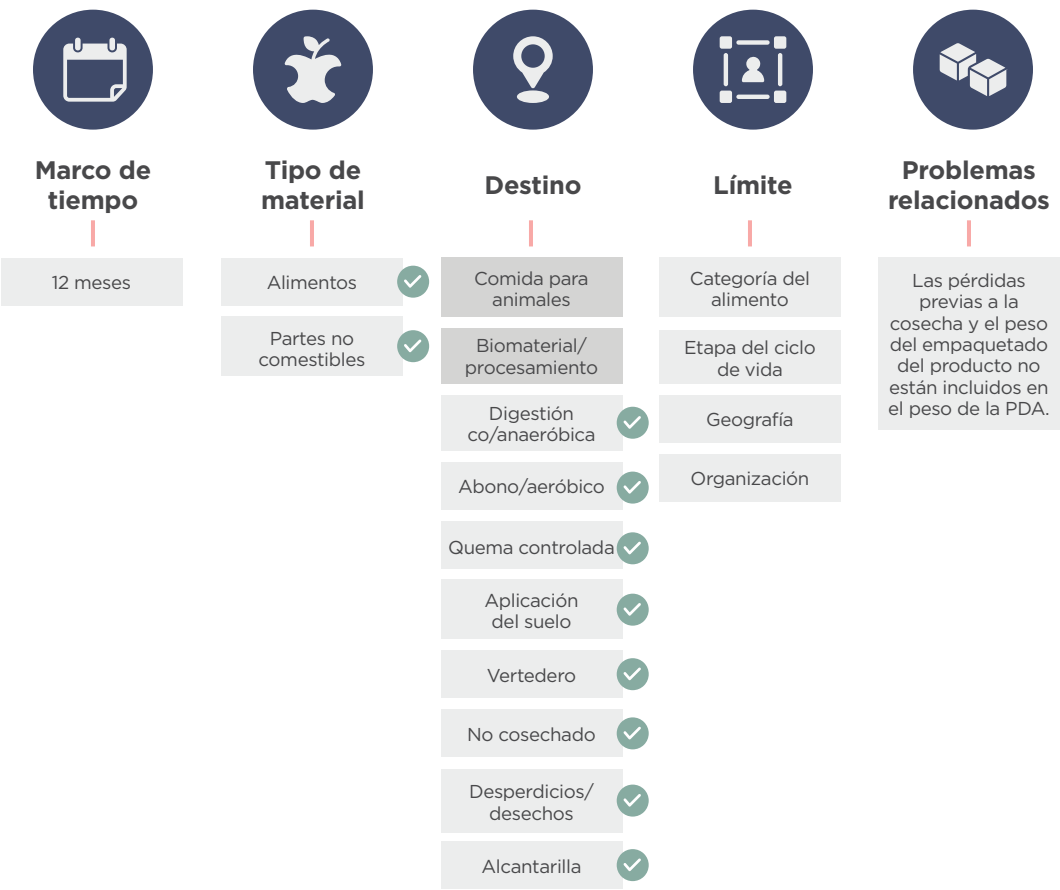 Marco de
tiempo
12 meses
Tipo de
material
Alimentos
Partes no
comestibles
Destino
Comida para
animales
Biomaterial/
procesamiento
Digestión
co/anaeróbica
Abono/aeróbico
Quema controlada
Aplicación
del suelo
Vertedero
No cosechado
Desperdicios/
desechos
Alcantarilla
Límite
Categoría del
alimento
Etapa del ciclo
de vida
Geografía
Organización
Problemas
relacionados
Las pérdidas
previas a la
cosecha y el peso
del empaquetado
del producto no
están incluidos en
el peso de la PDA.